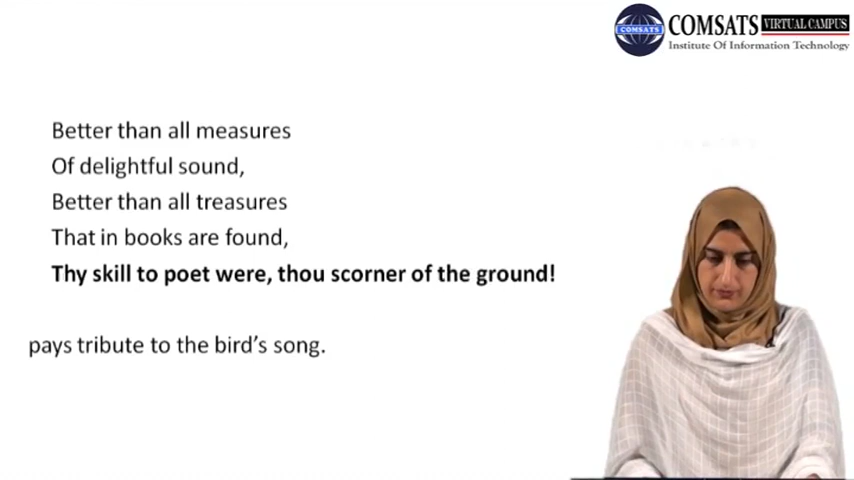 COMSATS VIRTUAL CAMPUS
COMSATS
Institute Of Information Technology
Better than all measures
Of delightful sound,
Better than all treasures
That in books are found,
Thy skill to poet were, thou scorner of the ground!
pays tribute to the bird’s song.